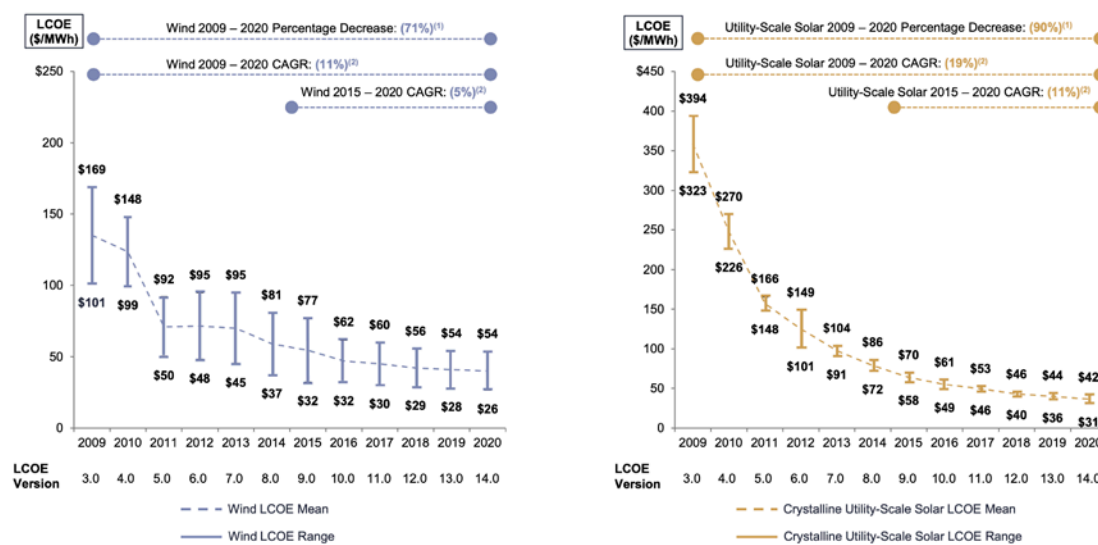 LCOE
($/MWh)
Wind 2009 – 2020 Percentage Decrease: (71%)(1)
Wind 2009 – 2020 CAGR: (11%)(2)
Wind 2015 – 2020 CAGR: (5%)(2)
$250
200
150
100
50
0
$169
$148
$92
$95
$95
$81
$77
$62
$60
$56
$54
$54
$101
$99
$50
$48
$45
$37
$32
$32
$30
$29
$28
$26
2009 2010 2011 2012 2013 2014 2015 2016 2017 2018 2019 2020
LCOE
Version
3.0 4.0 5.0 6.0 7.0 8.0 9.0 10.0 11.0 12.0 13.0 14.0
Wind LCOE Mean
Wind LCOE Range
LCOE
($/MWh)
Utility-Scale Solar 2009 – 2020 Percentage Decrease: (90%)(1)
Utility-Scale Solar 2009 – 2020 CAGR: (19%)(2)
Utility-Scale Solar 2015 – 2020 CAGR: (11%)(2)
$450
400
350
300
250
200
150
100
50
0
$394
$270
$166
$149
$104
$86
$70
$61
$53
$46
$44
$42
$323
$226
$148
$101
$91
$72
$58
$49
$46
$40
$36
$31
2009 2010 2011 2012 2013 2014 2015 2016 2017 2018 2019 2020
LCOE
Version
3.0 4.0 5.0 6.0 7.0 8.0 9.0 10.0 11.0 12.0 13.0 14.0
Crystalline Utility-Scale Solar LCOE Mean
Crystalline Utility-Scale Solar LCOE Range